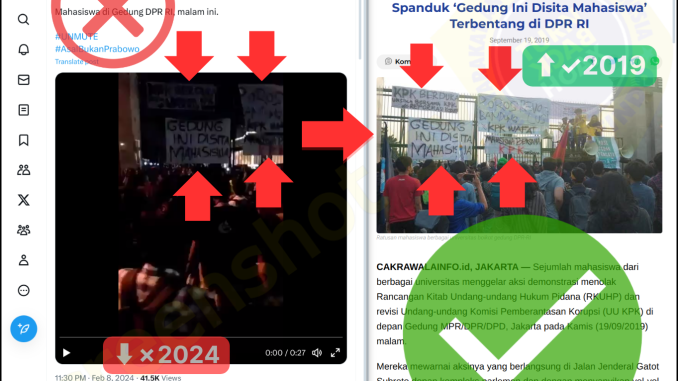 Mahasiswa di Gedung DPR RI, malam ini.
#UNMUTE
#AsalBukanPrabowo
Translate post
GEDUNG
INI DISITA
MAHASISWA
0:00 / 0:27
2024
11:30 PM · Feb 8, 2024 · 41.5K Views
Spanduk ‘Gedung Ini Disita Mahasiswa’
Terbentang di DPR RI
September 19, 2019
2019
KPK BERDUKA
KPK WAFAT
KPK
GEDUNG
INI DISITA
MAHASISWA
CAKRAWALAINFO.id, JAKARTA — Sejumlah mahasiswa dari
berbagai universitas menggelar aksi demonstrasi menolak
Rancangan Kitab Undang-undang Hukum Pidana (RKUHP) dan
revisi Undang-undang Komisi Pemberantasan Korupsi (UU KPK) di
depan Gedung MPR/DPR/DPD, Jakarta pada Kamis (19/09/2019)
malam.
Mereka mewarnai aksinya yang berlangsung di Jalan Jenderal Gatot